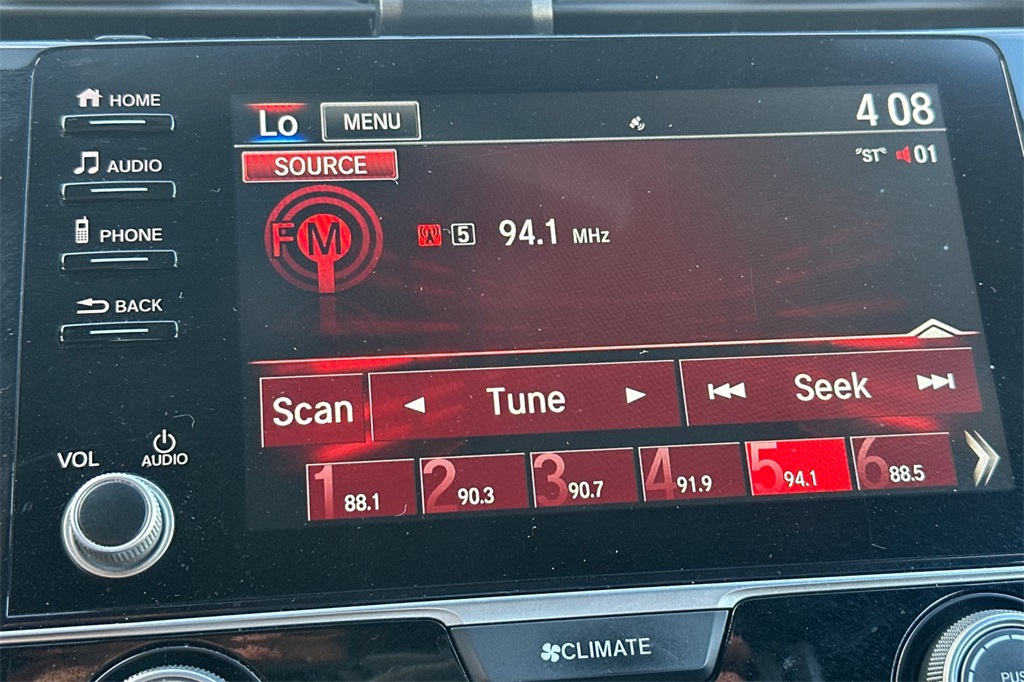 HOME
AUDIO
PHONE
BACK
VOL
AUDIO
Lo MENU 4 08
SOURCE "ST" 01
FM 5 94.1 MHz
Scan Tune Seek
1 88.1 2 90.3 3 90.7 4 91.9 5 94.1 6 88.5
CLIMATE
PUS